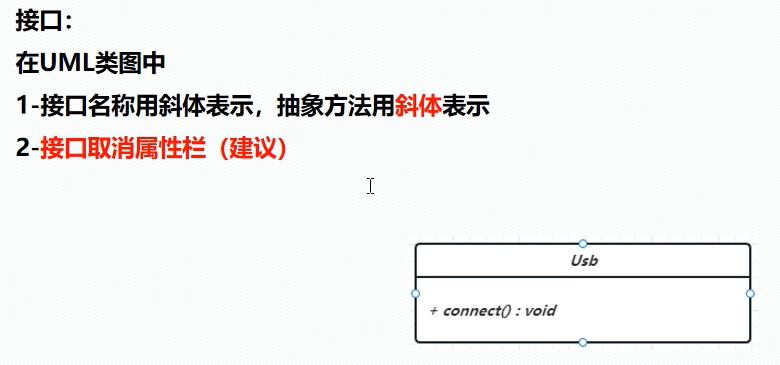 接口：
在UML类图中
1-接口名称用斜体表示，抽象方法用斜体表示
2-接口取消属性栏（建议）
Usb
+ connect() : void